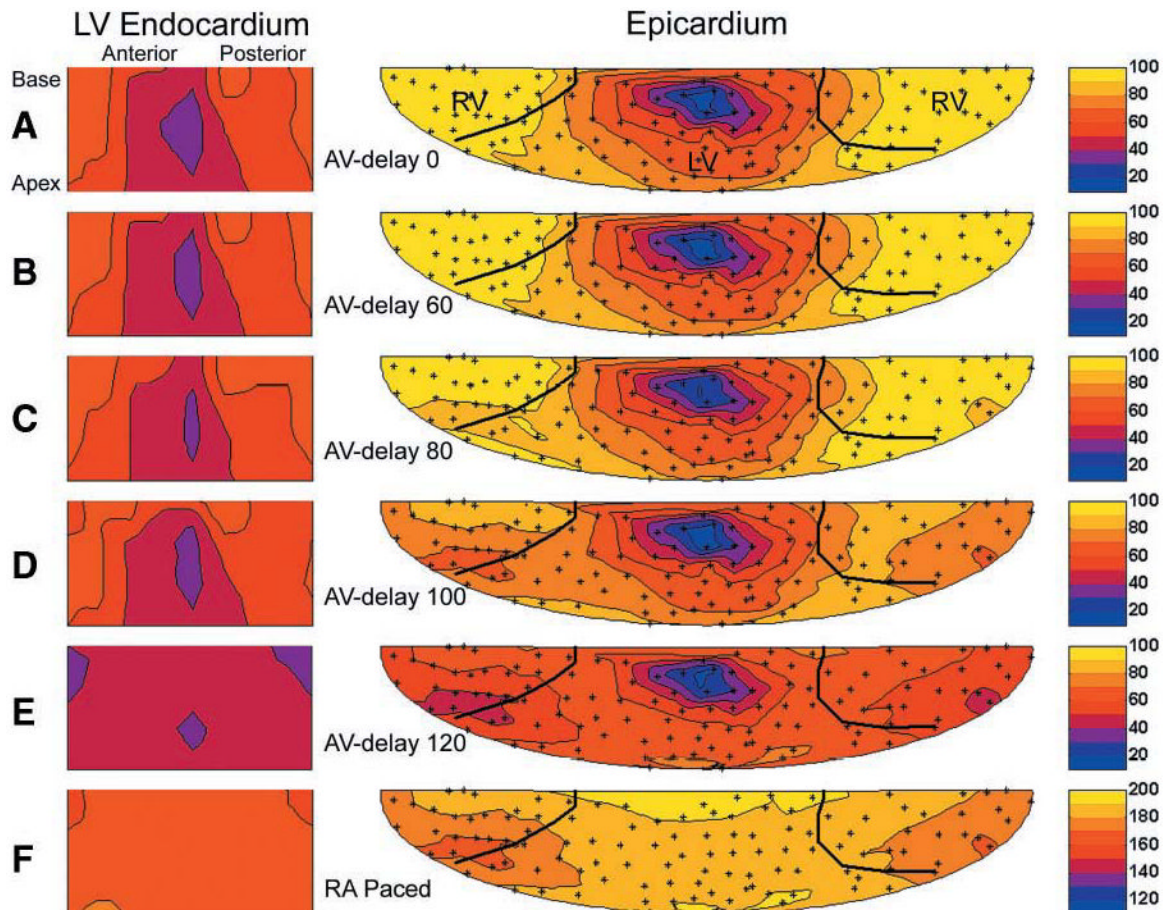 LV Endocardium
Epicardium
Anterior Posterior
Base
A
Apex
RV
RV
LV
AV-delay 0
100
80
60
40
20
B
AV-delay 60
100
80
60
40
20
C
AV-delay 80
100
80
60
40
20
D
AV-delay 100
100
80
60
40
20
E
AV-delay 120
100
80
60
40
20
F
RA Paced
200
180
160
140
120